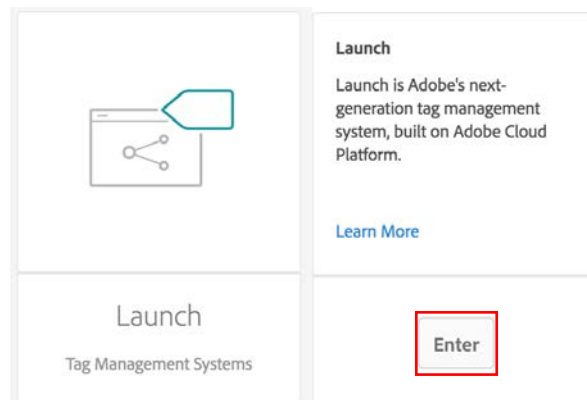 Launch
Tag Management Systems
Launch
Launch is Adobe's next-
generation tag management
system, built on Adobe Cloud
Platform.
Learn More
Enter